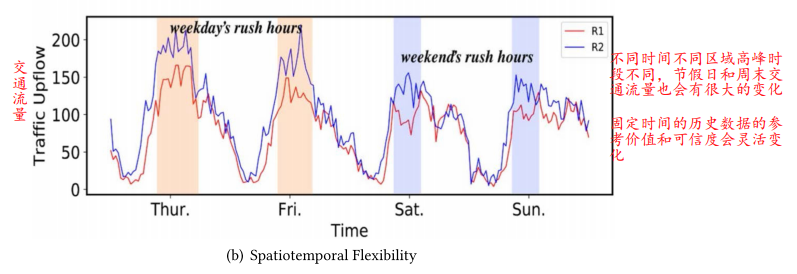 weekday's rush hours
weekend's rush hours
R1
R2
200
150
100
50
0
Traffic Upflow
交通流量
Thur.
Fri.
Sat.
Sun.
Time
不同时间不同区域高峰时
段不同，节假日和周末交
通流量也会有很大的变化
固定时间的历史数据的参
考价值和可信度会灵活变
化
(b) Spatiotemporal Flexibility